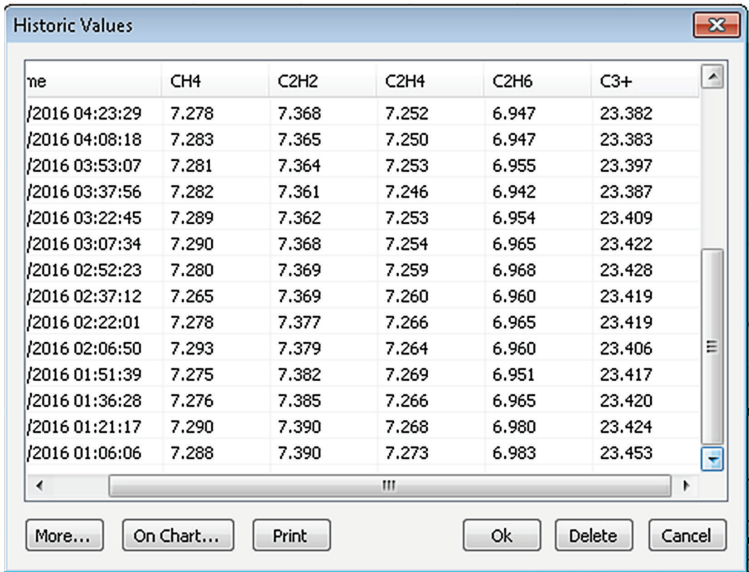 Historic Values
me CH4 C2H2 C2H4 C2H6 C3+
/2016 04:23:29 7.278 7.368 7.252 6.947 23.382
/2016 04:08:18 7.283 7.365 7.250 6.947 23.383
/2016 03:53:07 7.281 7.364 7.253 6.955 23.397
/2016 03:37:56 7.282 7.361 7.246 6.942 23.387
/2016 03:22:45 7.289 7.362 7.253 6.954 23.409
/2016 03:07:34 7.290 7.368 7.254 6.965 23.422
/2016 02:52:23 7.280 7.369 7.259 6.968 23.428
/2016 02:37:12 7.265 7.369 7.260 6.960 23.419
/2016 02:22:01 7.278 7.377 7.266 6.965 23.419
/2016 02:06:50 7.293 7.379 7.264 6.960 23.406
/2016 01:51:39 7.275 7.382 7.269 6.951 23.417
/2016 01:36:28 7.276 7.385 7.266 6.965 23.420
/2016 01:21:17 7.290 7.390 7.268 6.980 23.424
/2016 01:06:06 7.288 7.390 7.273 6.983 23.453
More... On Chart... Print Ok Delete Cancel